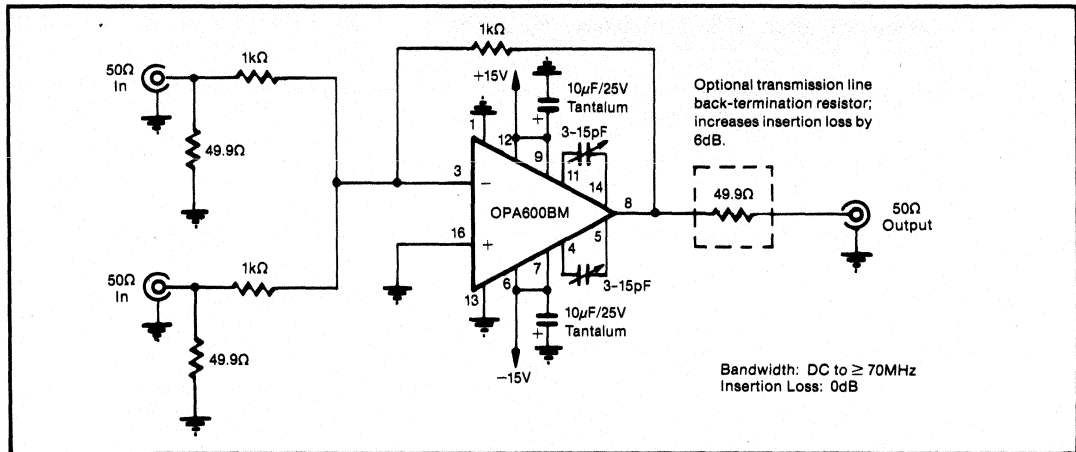 50Ω
In
1kΩ
49.9Ω
50Ω
In
1kΩ
49.9Ω
1kΩ
+15V
10μF/25V
Tantalum
+
3-15pF
1
12
9
11
14
3
−
OPA600BM
8
16
+
4
5
7
6
13
3-15pF
10μF/25V
Tantalum
+
−15V
Optional transmission line
back-termination resistor;
increases insertion loss by
6dB.
49.9Ω
50Ω
Output
Bandwidth: DC to ≥ 70MHz
Insertion Loss: 0dB